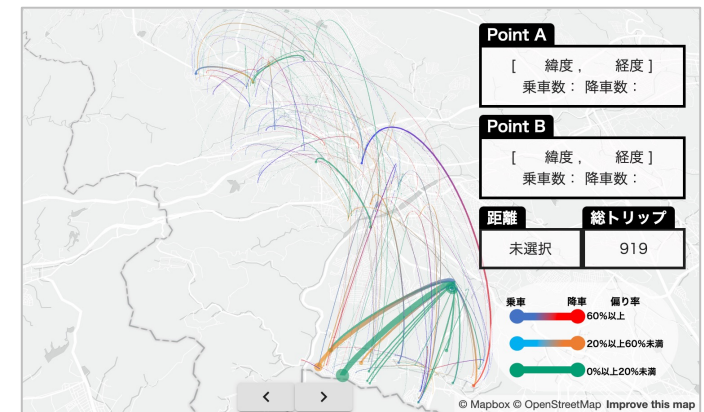 Point A
[ 緯度 , 経度 ]
乗車数： 降車数：
Point B
[ 緯度 , 経度 ]
乗車数： 降車数：
距離 総トリップ
未選択 919
乗車 降車 偏り率
60%以上
20%以上60%未満
0%以上20%未満
© Mapbox © OpenStreetMap Improve this map